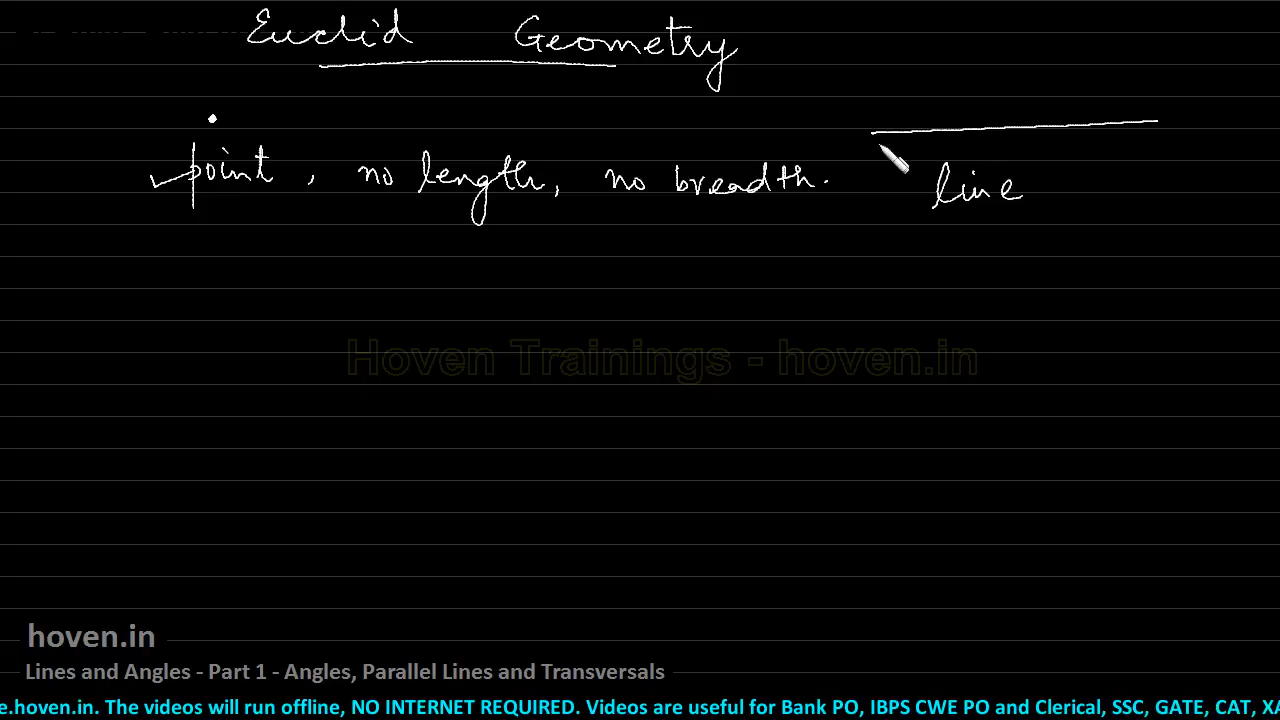 Euclid Geometry
point, no length, no breadth.
line
Hoven Trainings - hoven.in
hoven.in
Lines and Angles - Part 1 - Angles, Parallel Lines and Transversals
e.hoven.in. The videos will run offline, NO INTERNET REQUIRED. Videos are useful for Bank PO, IBPS CWE PO and Clerical, SSC, GATE, CAT, XA